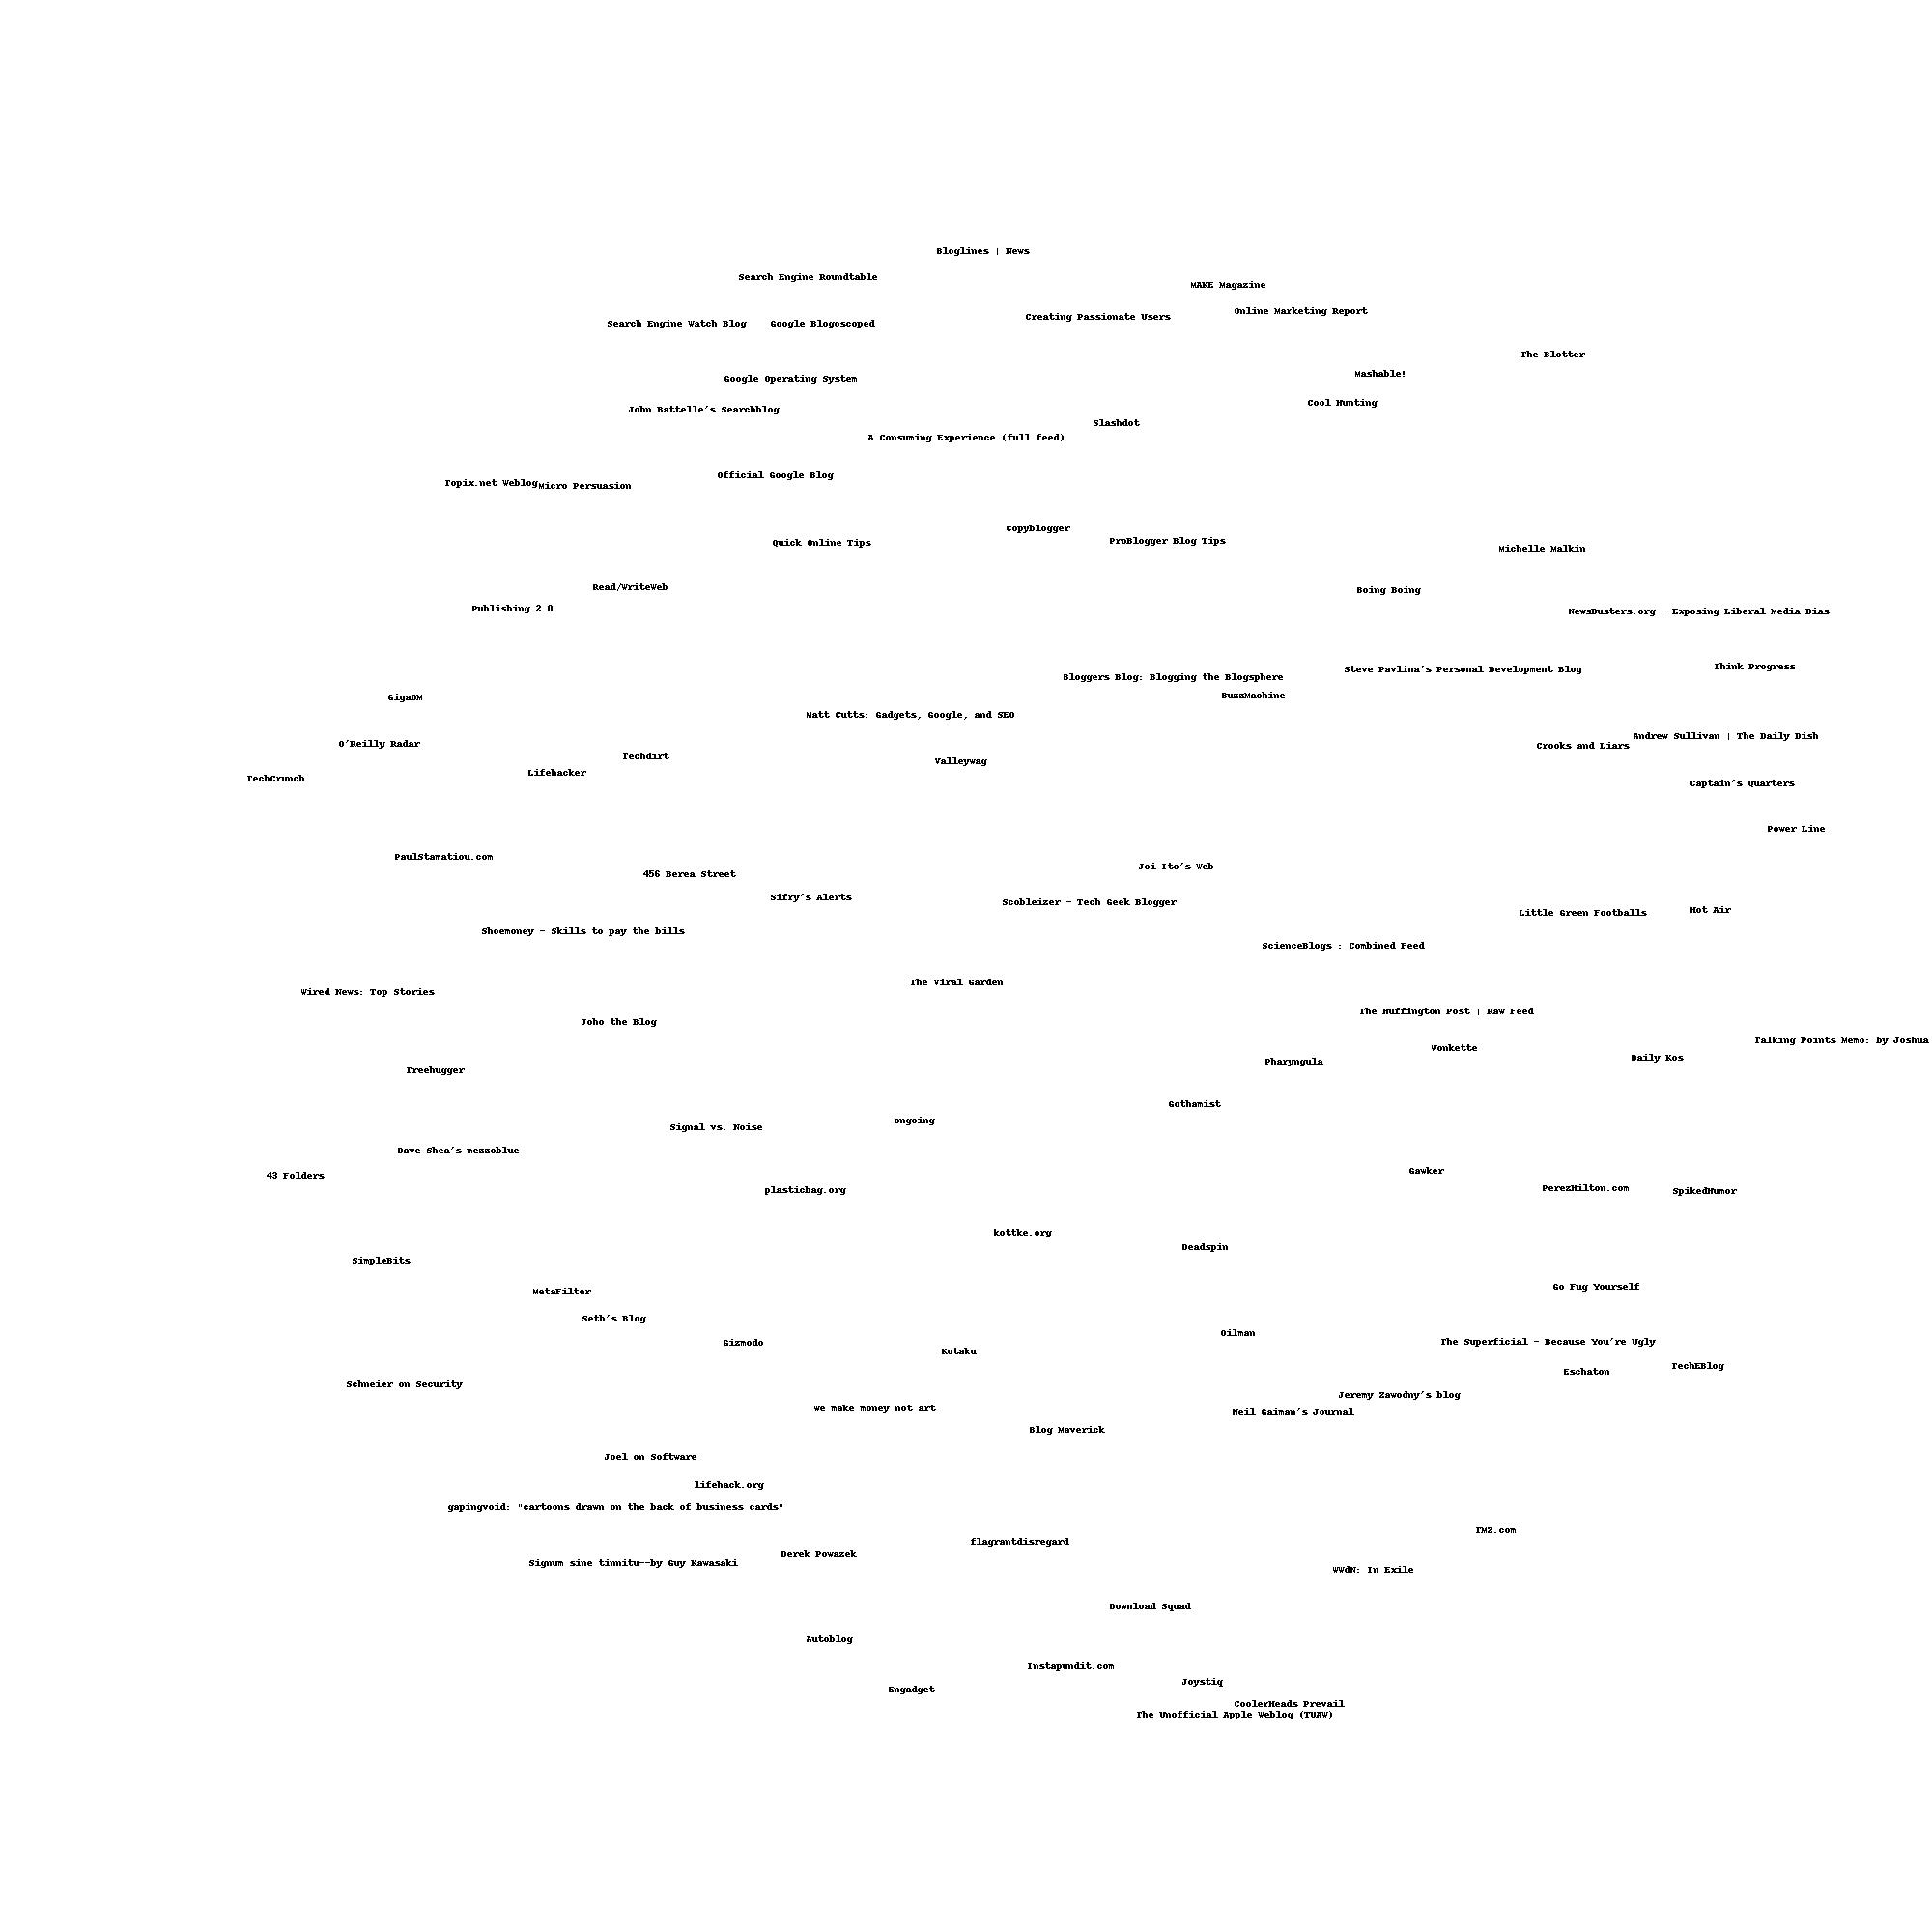 Bloglines | News
Search Engine Roundtable
MAKE Magazine
Online Marketing Report
Creating Passionate Users
Search Engine Watch Blog
Google Blogoscoped
The Blotter
Mashable!
Google Operating System
Cool Hunting
John Battelle's Searchblog
Slashdot
A Consuming Experience (full feed)
Official Google Blog
Topix.net Weblog
Micro Persuasion
Copyblogger
ProBlogger Blog Tips
Quick Online Tips
Michelle Malkin
Read/WriteWeb
Boing Boing
Publishing 2.0
NewsBusters.org - Exposing Liberal Media Bias
Think Progress
Steve Pavlina's Personal Development Blog
Bloggers Blog: Blogging the Blogsphere
BuzzMachine
GigaOM
Matt Cutts: Gadgets, Google, and SEO
Andrew Sullivan | The Daily Dish
O'Reilly Radar
Crooks and Liars
Techdirt
Valleywag
Lifehacker
TechCrunch
Captain's Quarters
Power Line
PaulStamatiou.com
Joi Ito's Web
456 Berea Street
Sifry's Alerts
Scobleizer - Tech Geek Blogger
Hot Air
Little Green Footballs
Shoemoney - Skills to pay the bills
ScienceBlogs : Combined Feed
The Viral Garden
Wired News: Top Stories
The Huffington Post | Raw Feed
Joho the Blog
Talking Points Memo: by Joshua
Wonkette
Daily Kos
Pharyngula
Treehugger
Gothamist
ongoing
Signal vs. Noise
Dave Shea's mezzoblue
Gawker
43 Folders
PerezHilton.com
plasticbag.org
SpikedHumor
kottke.org
Deadspin
SimpleBits
Go Fug Yourself
MetaFilter
Seth's Blog
Oilman
Gizmodo
The Superficial - Because You're Ugly
Kotaku
TechEBlog
Eschaton
Schneier on Security
Jeremy Zawodny's blog
we make money not art
Neil Gaiman's Journal
Blog Maverick
Joel on Software
lifehack.org
gapingvoid: "cartoons drawn on the back of business cards"
TMZ.com
flagrantdisregard
Derek Powazek
Signum sine tinnitu--by Guy Kawasaki
WWdN: In Exile
Download Squad
Autoblog
Instapundit.com
Joystiq
Engadget
CoolerHeads Prevail
The Unofficial Apple Weblog (TUAW)